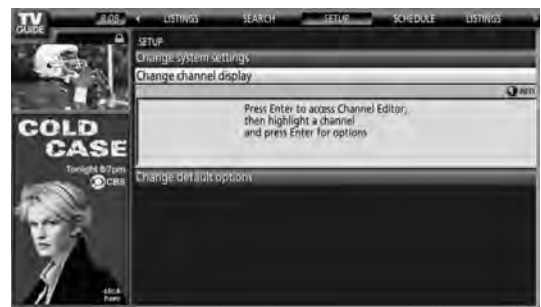 TV GUIDE
8:08
LISTINGS SEARCH SETUP SCHEDULE LISTINGS
SETUP
Change system settings
Change channel display
INFO
Press Enter to access Channel Editor,
then highlight a channel
and press Enter for options
Change default options
COLD
CASE
Tonight 8/7pm
CBS
click
here